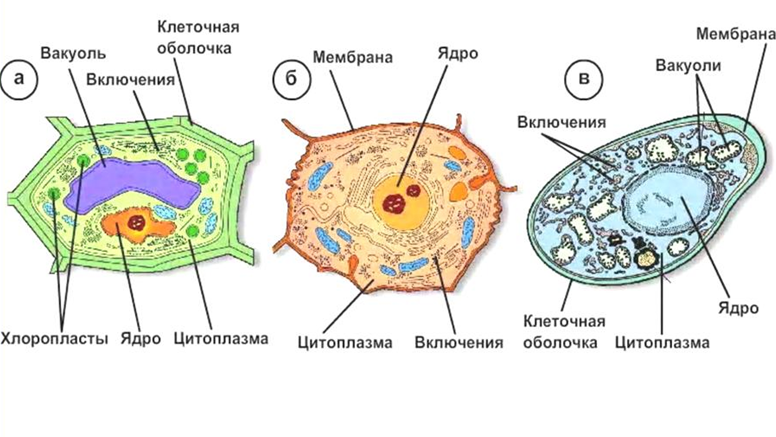 а
Вакуоль
Включения
Клеточная
оболочка
Хлоропласты
Ядро
Цитоплазма
б
Мембрана
Ядро
Цитоплазма
Включения
в
Мембрана
Вакуоли
Включения
Ядро
Клеточная
оболочка
Цитоплазма